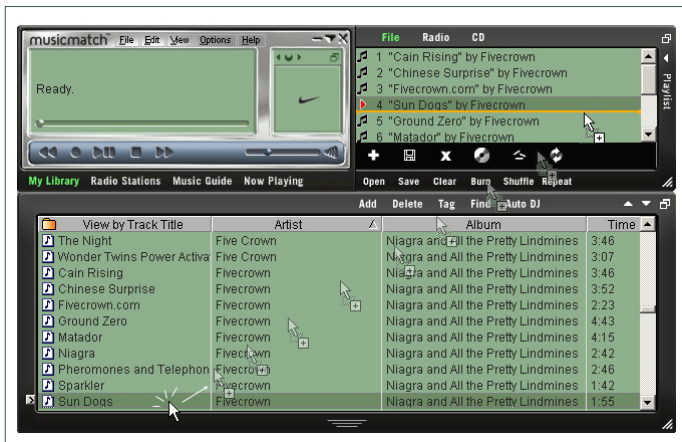 musicmatch File Edit View Options Help
Ready.
File Radio CD
1 "Cain Rising" by Fivecrown
2 "Chinese Surprise" by Fivecrown
3 "Fivecrown.com" by Fivecrown
4 "Sun Dogs" by Fivecrown
5 "Ground Zero" by Fivecrown
6 "Matador" by Fivecrown
Playlist
Open Save Clear Burn Shuffle Repeat
My Library Radio Stations Music Guide Now Playing
Add Delete Tag Find Auto DJ
View by Track Title Artist Album Time
The Night Five Crown Niagra and All the Pretty Lindmines 3:46
Wonder Twins Power Activa Five Crown Niagra and All the Pretty Lindmines 3:07
Cain Rising Fivecrown Niagra and All the Pretty Lindmines 3:46
Chinese Surprise Fivecrown Niagra and All the Pretty Lindmines 3:52
Fivecrown.com Fivecrown Niagra and All the Pretty Lindmines 2:23
Ground Zero Fivecrown Niagra and All the Pretty Lindmines 4:43
Matador Fivecrown Niagra and All the Pretty Lindmines 4:15
Niagra Fivecrown Niagra and All the Pretty Lindmines 2:42
Pheromones and Telephon Fivecrown Niagra and All the Pretty Lindmines 2:46
Sparkler Fivecrown Niagra and All the Pretty Lindmines 1:42
Sun Dogs Fivecrown Niagra and All the Pretty Lindmines 1:55